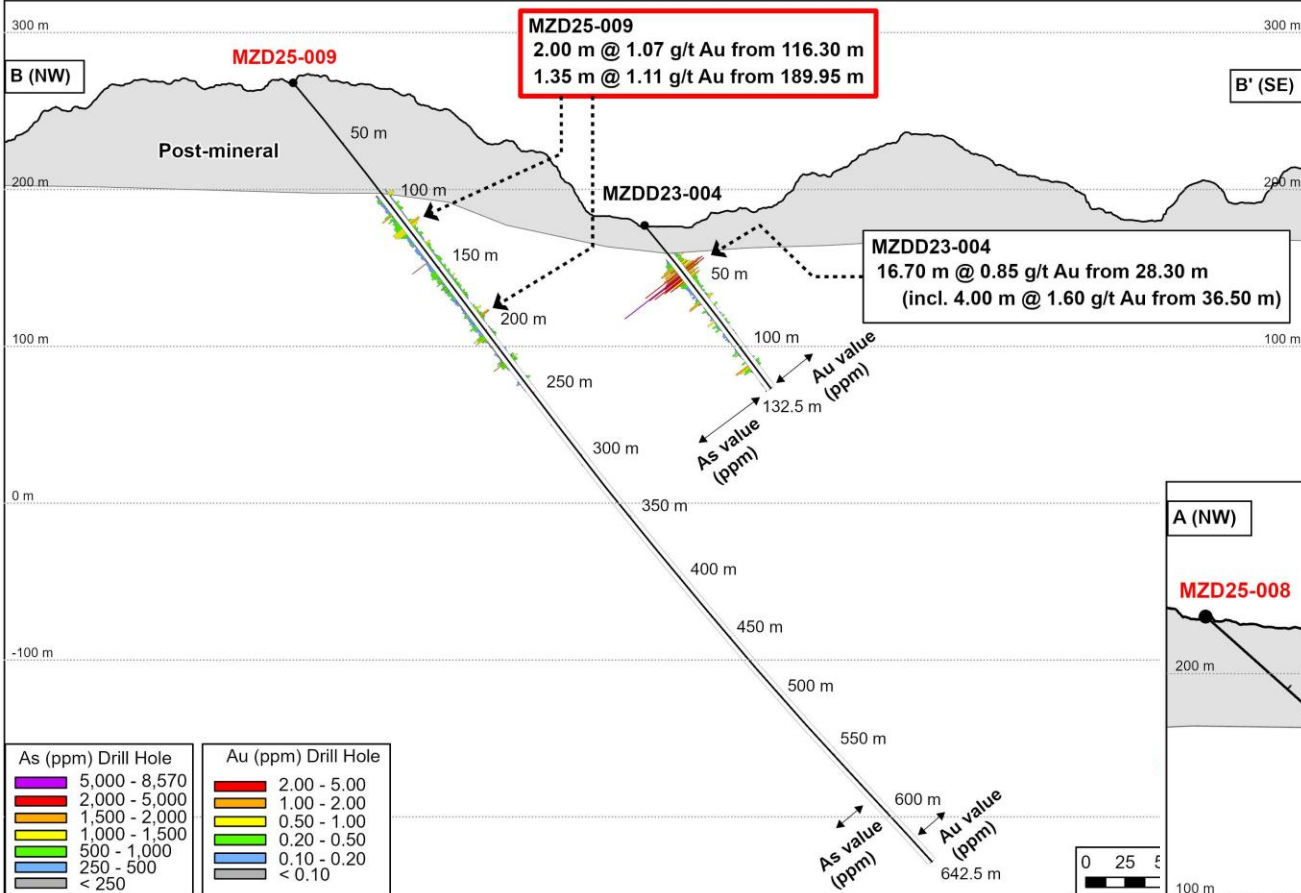 300 m
300 m
MZD25-009
2.00 m @ 1.07 g/t Au from 116.30 m
1.35 m @ 1.11 g/t Au from 189.95 m
MZD25-009
B (NW)
B' (SE)
50 m
Post-mineral
200 m
100 m
MZDD23-004
200 m
MZDD23-004
16.70 m @ 0.85 g/t Au from 28.30 m
(incl. 4.00 m @ 1.60 g/t Au from 36.50 m)
150 m
50 m
200 m
100 m
100 m
100 m
Au value
(ppm)
250 m
132.5 m
As value
(ppm)
300 m
0 m
350 m
A (NW)
400 m
MZD25-008
450 m
-100 m
200 m
500 m
550 m
As (ppm) Drill Hole
5,000 - 8,570
2,000 - 5,000
1,500 - 2,000
1,000 - 1,500
500 - 1,000
250 - 500
< 250
Au (ppm) Drill Hole
2.00 - 5.00
1.00 - 2.00
0.50 - 1.00
0.20 - 0.50
0.10 - 0.20
< 0.10
600 m
As value
(ppm)
Au value
(ppm)
642.5 m
0 25
100 m